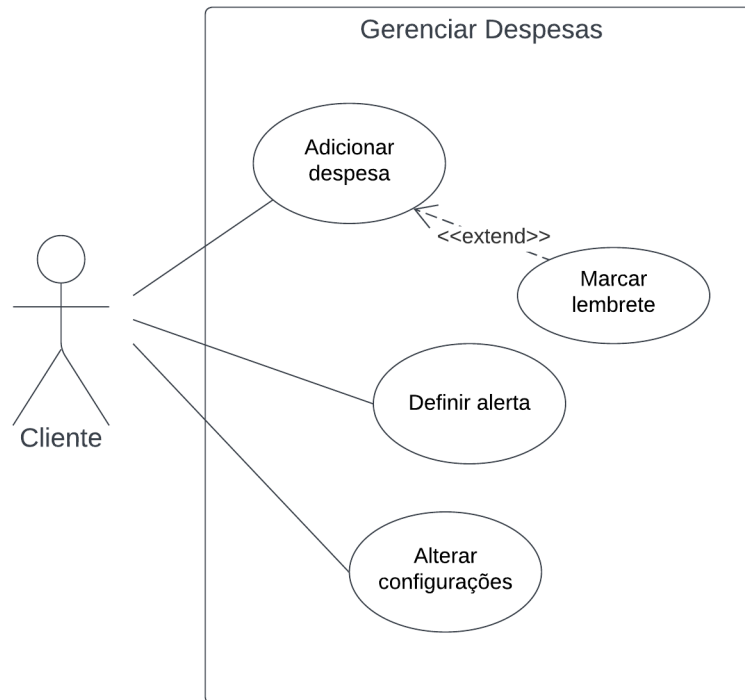 Gerenciar Despesas
Adicionar
despesa
<<extend>>
Marcar
lembrete
Definir alerta
Cliente
Alterar
configurações